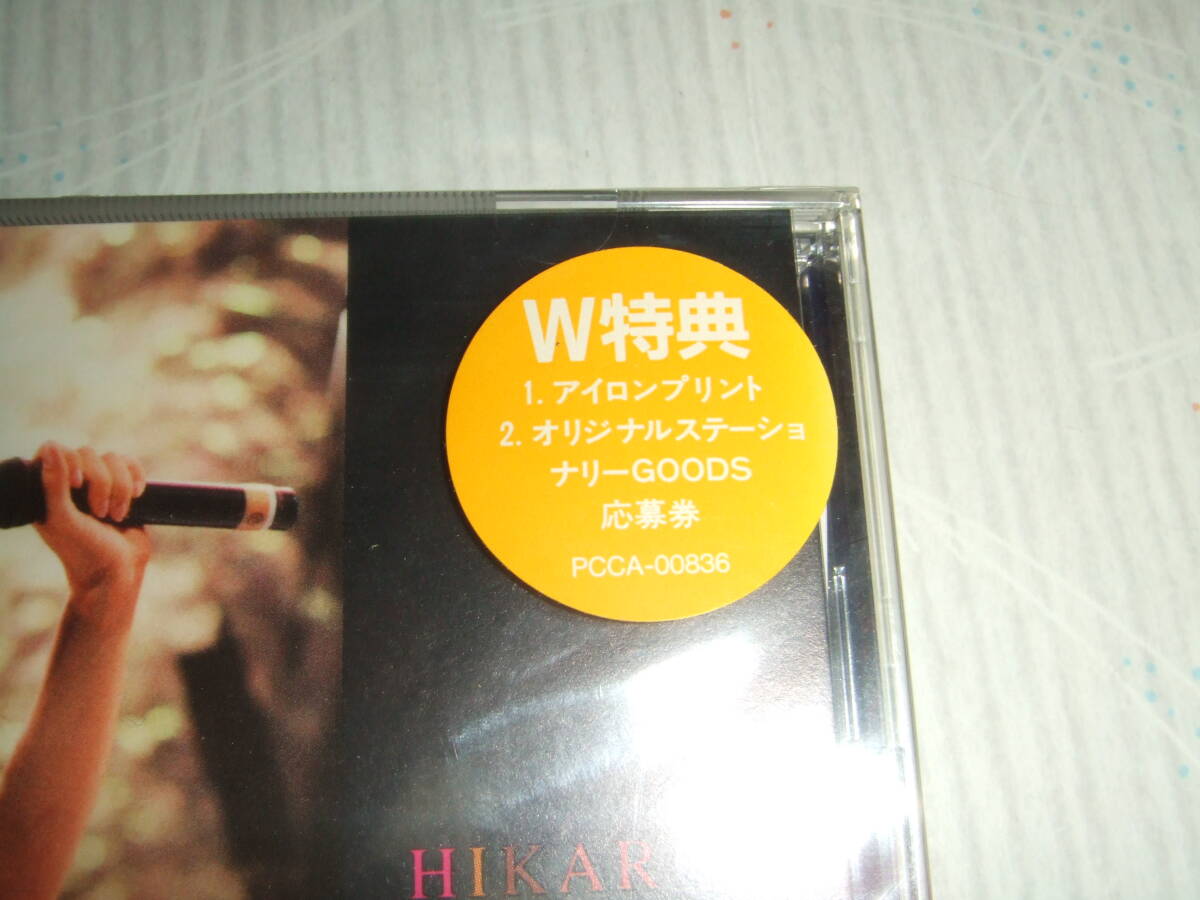 W特典
1. アイロンプリント
2. オリジナルステーショ
ナリーGOODS
応募券
PCCA-00836
HIKAR